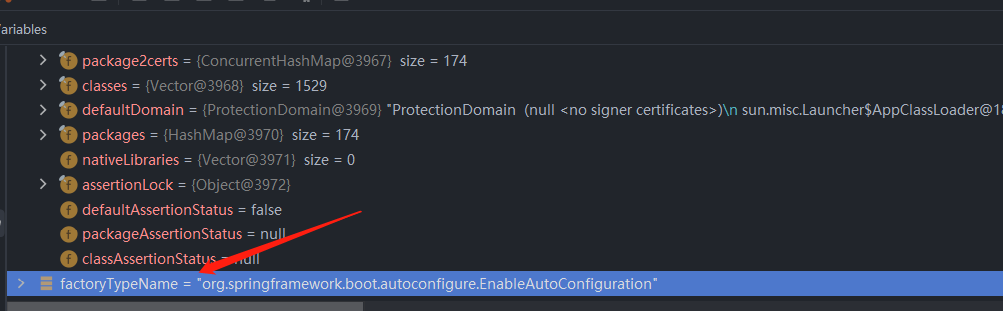 ariables
package2certs = {ConcurrentHashMap@3967} size = 174
classes = {Vector@3968} size = 1529
defaultDomain = {ProtectionDomain@3969} "ProtectionDomain (null <no signer certificates>)\n sun.misc.Launcher$AppClassLoader@18
packages = {HashMap@3970} size = 174
nativeLibraries = {Vector@3971} size = 0
assertionLock = {Object@3972}
defaultAssertionStatus = false
packageAssertionStatus = null
classAssertionStatus = null
factoryTypeName = "org.springframework.boot.autoconfigure.EnableAutoConfiguration"